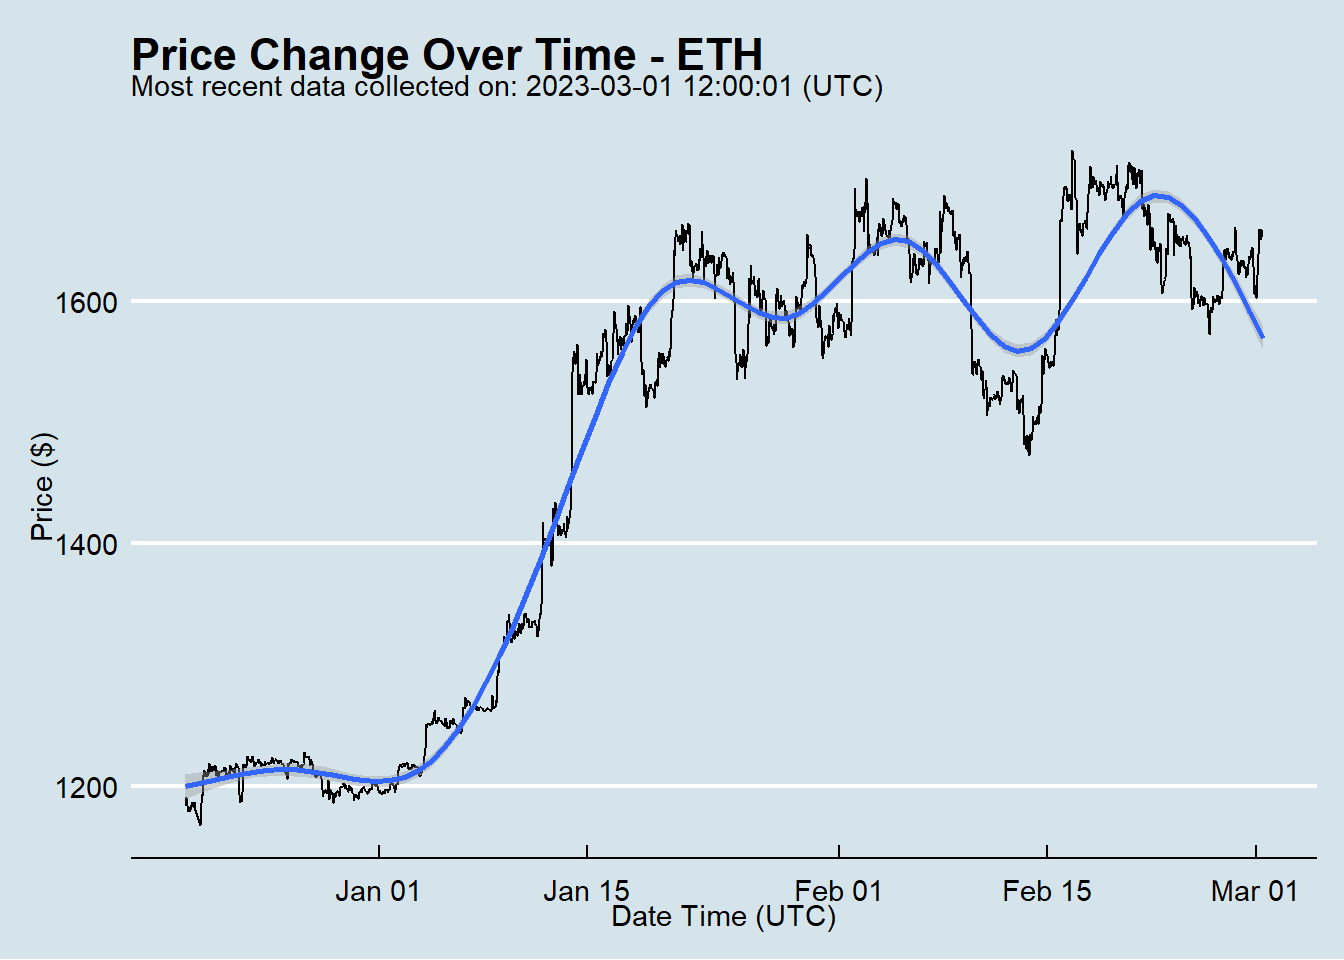 Price Change Over Time - ETH
Most recent data collected on: 2023-03-01 12:00:01 (UTC)
Price ($)
1600
1400
1200
Jan 01
Jan 15
Feb 01
Feb 15
Mar 01
Date Time (UTC)